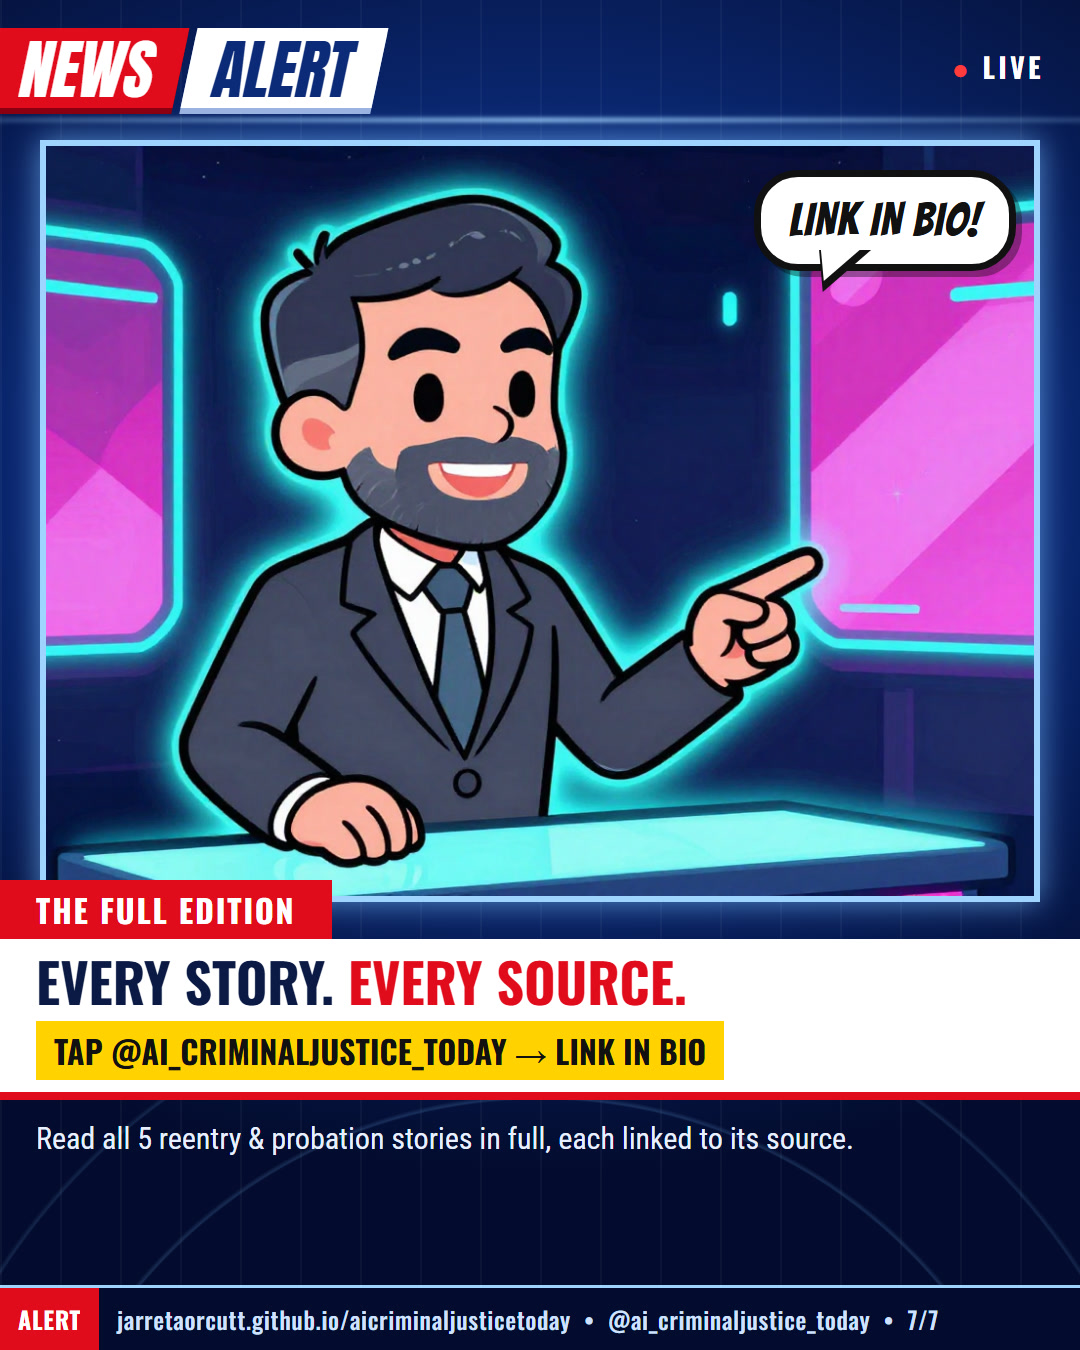 NEWS ALERT
LIVE
LINK IN BIO!
THE FULL EDITION
EVERY STORY. EVERY SOURCE.
TAP @AI_CRIMINALJUSTICE_TODAY → LINK IN BIO
Read all 5 reentry & probation stories in full, each linked to its source.
ALERT jarretaorcutt.github.io/aicriminaljusticetoday • @ai_criminaljustice_today • 7/7